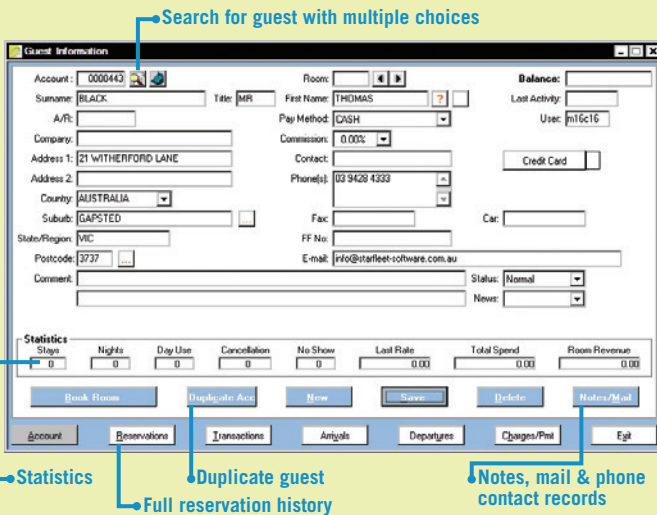 Search for guest with multiple choices
Guest Information
Account: 0000443 Room: Balance:
Surname: BLACK Title: MR First Name: THOMAS ? Last Activity:
A/R: Pay Method: CASH User: m16c16
Company: Commission: 0.00%
Address 1: 21 WITHERFORD LANE Contact: Credit Card
Address 2: Phone(s): 03 9428 4333
Country: AUSTRALIA
Suburb: GAPSTED ... Fax: Car:
State/Region: VIC FF No:
Postcode: 3737 ... E-mail: info@starfleet-software.com.au
Comment: Status: Normal
News:
Statistics
Stays Nights Day Use Cancellation No Show Last Rate Total Spend Room Revenue
0 0 0 0 0 0.00 0.00 0.00
Book Room Duplicate Acc New Save Delete Notes/Mail
Account Reservations Transactions Arrivals Departures Charges/Pmt Exit
Statistics Duplicate guest Notes, mail & phone
Full reservation history contact records